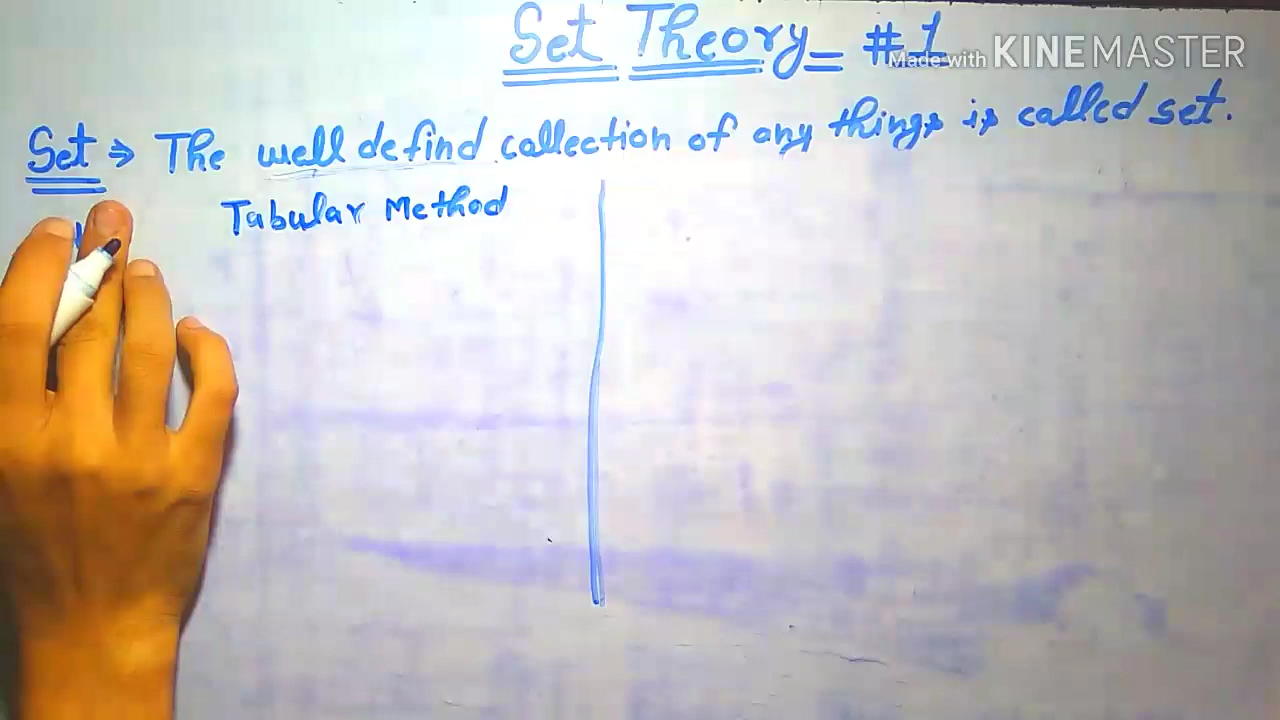 Set Theory = #1
Made with KINEMASTER
Set ⇒ The well defind collection of any things is called set.
Tabular Method